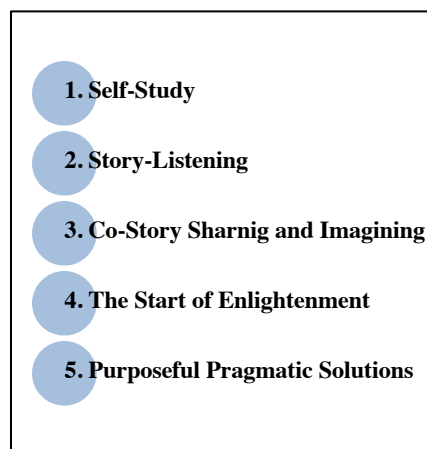 1. Self-Study
2. Story-Listening
3. Co-Story Sharnig and Imagining
4. The Start of Enlightenment
5. Purposeful Pragmatic Solutions